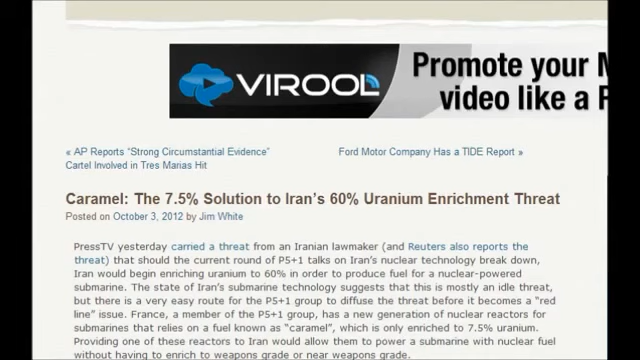 VIROOL
Promote your
video like a
« AP Reports “Strong Circumstantial Evidence”
Cartel Involved in Tres Marias Hit
Ford Motor Company Has a TIDE Report »
Caramel: The 7.5% Solution to Iran’s 60% Uranium Enrichment Threat
Posted on October 3, 2012 by Jim White
PressTV yesterday carried a threat from an Iranian lawmaker (and Reuters also reports the
threat) that should the current round of P5+1 talks on Iran’s nuclear technology break down,
Iran would begin enriching uranium to 60% in order to produce fuel for a nuclear-powered
submarine. The state of Iran’s submarine technology suggests that this is mostly an idle threat,
but there is a very easy route for the P5+1 group to diffuse the threat before it becomes a “red
line” issue. France, a member of the P5+1 group, has a new generation of nuclear reactors for
submarines that relies on a fuel known as “caramel”, which is only enriched to 7.5% uranium.
Providing one of these reactors to Iran would allow them to power a submarine with nuclear fuel
without having to enrich to weapons grade or near weapons grade.